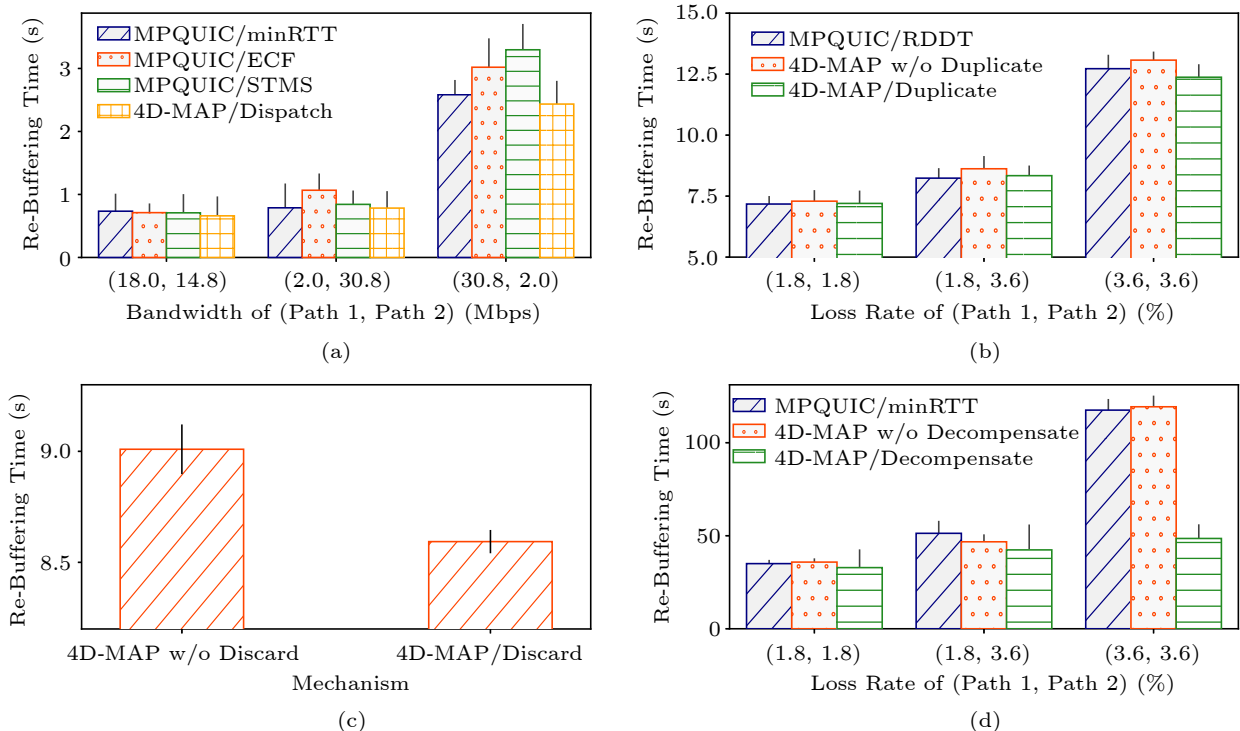 Re-Buffering Time (s)
3
2
1
0
MPQUIC/minRTT
MPQUIC/ECF
MPQUIC/STMS
4D-MAP/Dispatch
(18.0, 14.8)
(2.0, 30.8)
(30.8, 2.0)
Bandwidth of (Path 1, Path 2) (Mbps)
(a)
Re-Buffering Time (s)
15.0
12.5
10.0
7.5
5.0
MPQUIC/RDDT
4D-MAP w/o Duplicate
4D-MAP/Duplicate
(1.8, 1.8)
(1.8, 3.6)
(3.6, 3.6)
Loss Rate of (Path 1, Path 2) (%)
(b)
Re-Buffering Time (s)
9.0
8.5
4D-MAP w/o Discard
4D-MAP/Discard
Mechanism
(c)
Re-Buffering Time (s)
100
50
0
MPQUIC/minRTT
4D-MAP w/o Decompensate
4D-MAP/Decompensate
(1.8, 1.8)
(1.8, 3.6)
(3.6, 3.6)
Loss Rate of (Path 1, Path 2) (%)
(d)